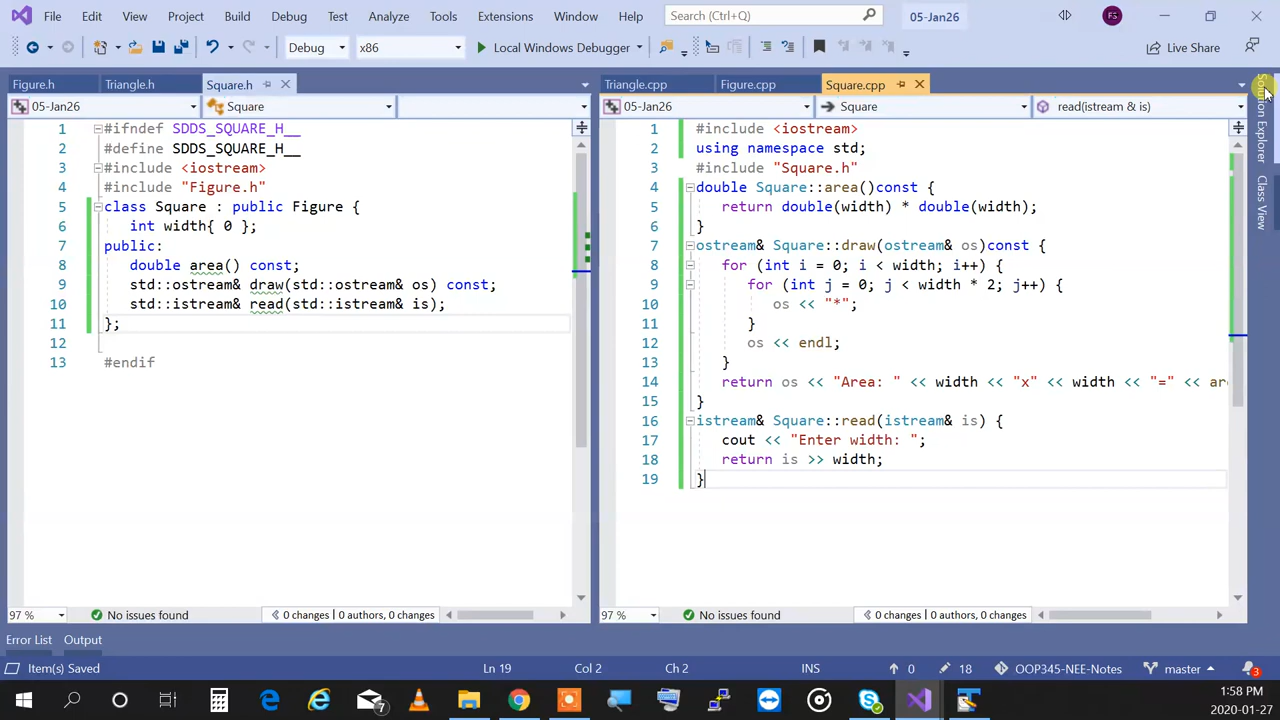 File Edit View Project Build Debug Test Analyze Tools Extensions Window Help Search (Ctrl+Q) 05-Jan26 FS
Debug x86 Local Windows Debugger Live Share
Figure.h Triangle.h Square.h
05-Jan26 Square
1 #ifndef SDDS_SQUARE_H__
2 #define SDDS_SQUARE_H__
3 #include <iostream>
4 #include "Figure.h"
5 class Square : public Figure {
6 int width{ 0 };
7 public:
8 double area() const;
9 std::ostream& draw(std::ostream& os) const;
10 std::istream& read(std::istream& is);
11 };
12
13 #endif
97 % No issues found 0 changes | 0 authors, 0 changes
Triangle.cpp Figure.cpp Square.cpp
05-Jan26 Square read(istream & is)
1 #include <iostream>
2 using namespace std;
3 #include "Square.h"
4 double Square::area()const {
5 return double(width) * double(width);
6 }
7 ostream& Square::draw(ostream& os)const {
8 for (int i = 0; i < width; i++) {
9 for (int j = 0; j < width * 2; j++) {
10 os << "*";
11 }
12 os << endl;
13 }
14 return os << "Area: " << width << "x" << width << "=" << are
15 }
16 istream& Square::read(istream& is) {
17 cout << "Enter width: ";
18 return is >> width;
19 }
97 % No issues found 0 changes | 0 authors, 0 changes
Solution Explorer
Class View
Error List Output
Item(s) Saved Ln 19 Col 2 Ch 2 INS 0 18 OOP345-NEE-Notes master 3
7
1:58 PM
2020-01-27